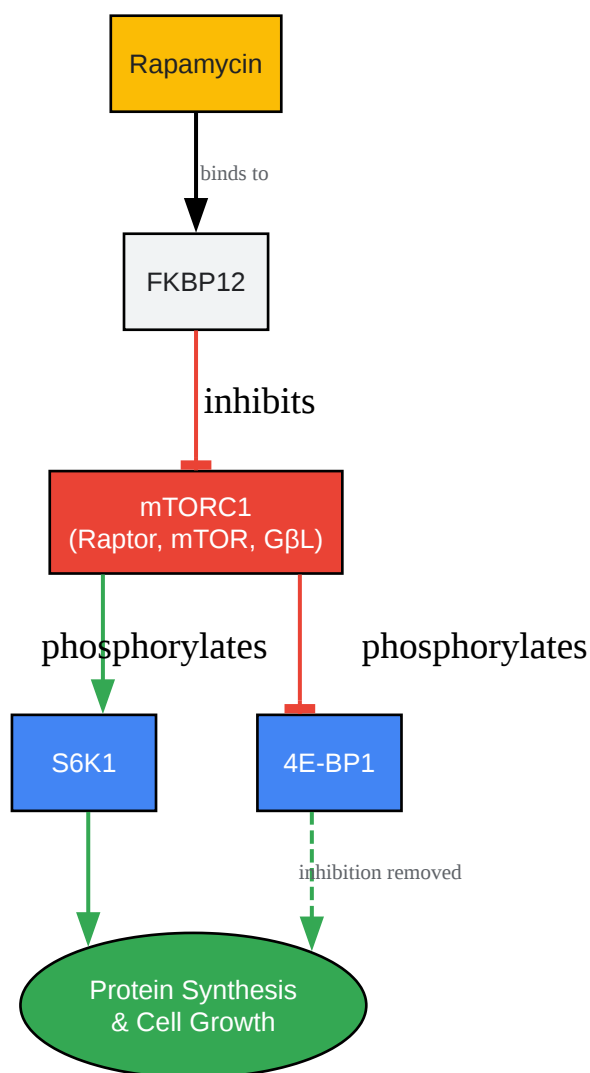 Rapamycin
binds to
FKBP12
inhibits
mTORC1
(Raptor, mTOR, GβL)
phosphorylates
phosphorylates
S6K1
4E-BP1
inhibition removed
Protein Synthesis
& Cell Growth